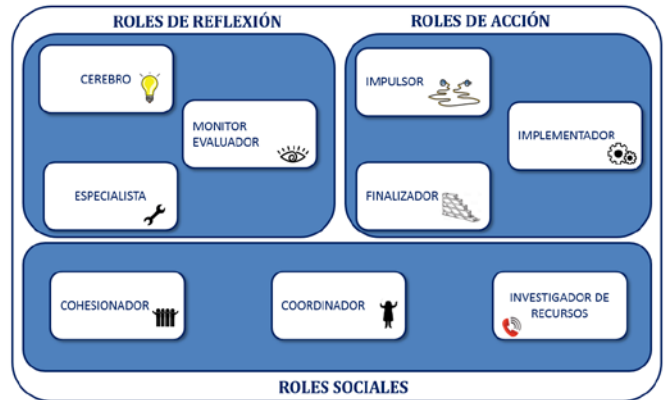 ROLES DE REFLEXIÓN
CEREBRO
MONITOR
EVALUADOR
ESPECIALISTA
ROLES DE ACCIÓN
IMPULSOR
IMPLEMENTADOR
FINALIZADOR
COHESIONADOR
COORDINADOR
INVESTIGADOR DE
RECURSOS
ROLES SOCIALES